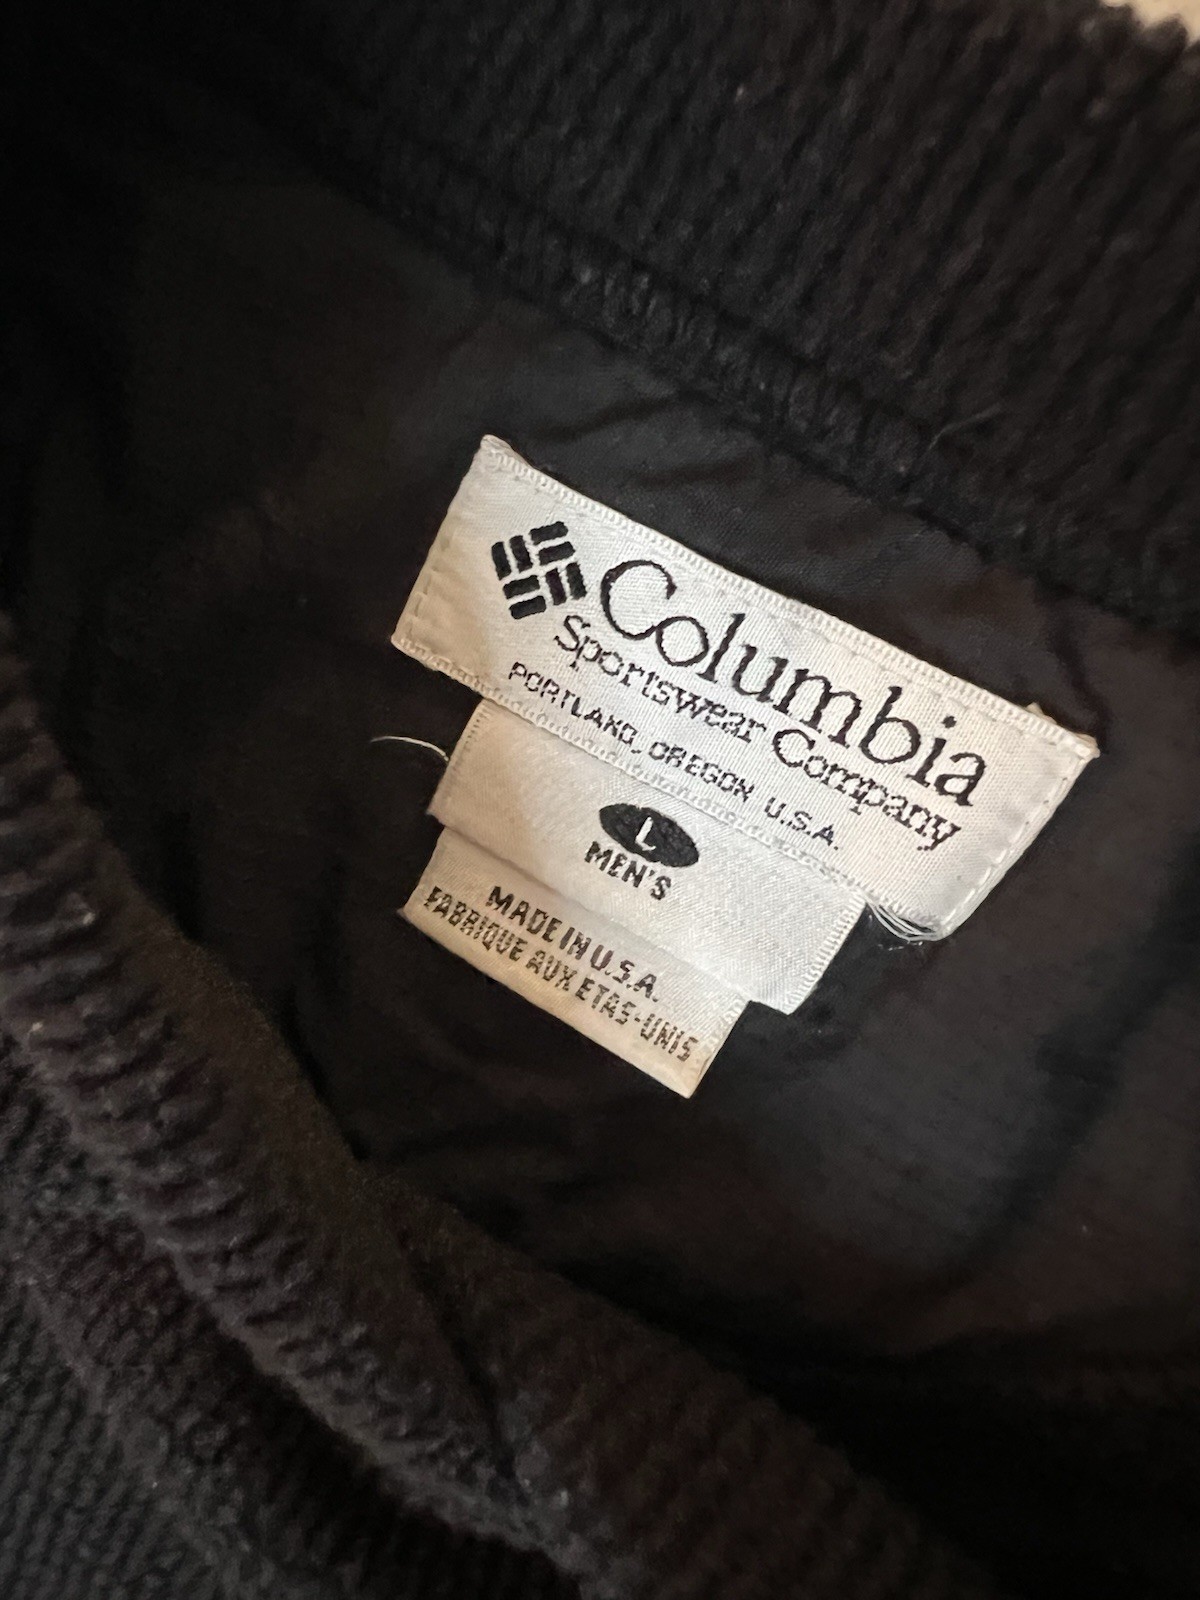 Columbia
Sportswear Company
PORTLAND, OREGON U.S.A.
L
MEN'S
MADE IN U.S.A.
FABRIQUE AUX ETAS-UNIS